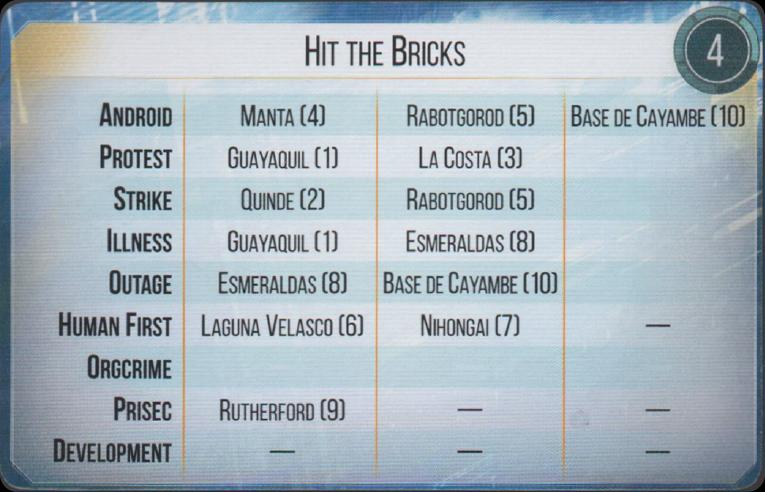 Hit the Bricks
4
Android Manta (4) Rabotgorod (5) Base de Cayambe (10)
Protest Guayaquil (1) La Costa (3)
Strike Quinde (2) Rabotgorod (5)
Illness Guayaquil (1) Esmeraldas (8)
Outage Esmeraldas (8) Base de Cayambe (10)
Human First Laguna Velasco (6) Nihongai (7) —
Orgcrime
Prisec Rutherford (9) — —
Development — — —